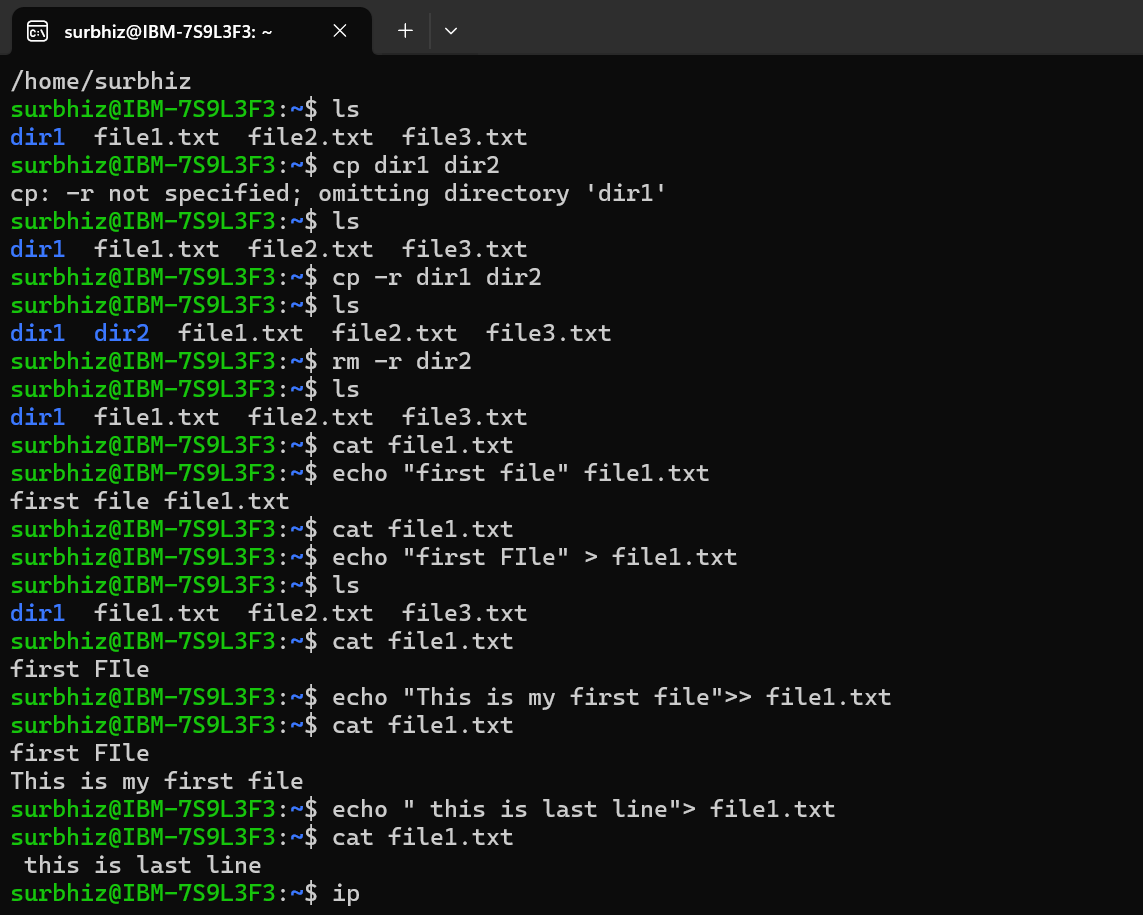 surbhiz@IBM-7S9L3F3: ~
/home/surbhiz
surbhiz@IBM-7S9L3F3:~$ ls
dir1  file1.txt  file2.txt  file3.txt
surbhiz@IBM-7S9L3F3:~$ cp dir1 dir2
cp: -r not specified; omitting directory 'dir1'
surbhiz@IBM-7S9L3F3:~$ ls
dir1  file1.txt  file2.txt  file3.txt
surbhiz@IBM-7S9L3F3:~$ cp -r dir1 dir2
surbhiz@IBM-7S9L3F3:~$ ls
dir1  dir2  file1.txt  file2.txt  file3.txt
surbhiz@IBM-7S9L3F3:~$ rm -r dir2
surbhiz@IBM-7S9L3F3:~$ ls
dir1  file1.txt  file2.txt  file3.txt
surbhiz@IBM-7S9L3F3:~$ cat file1.txt
surbhiz@IBM-7S9L3F3:~$ echo "first file" file1.txt
first file file1.txt
surbhiz@IBM-7S9L3F3:~$ cat file1.txt
surbhiz@IBM-7S9L3F3:~$ echo "first FIle" > file1.txt
surbhiz@IBM-7S9L3F3:~$ ls
dir1  file1.txt  file2.txt  file3.txt
surbhiz@IBM-7S9L3F3:~$ cat file1.txt
first FIle
surbhiz@IBM-7S9L3F3:~$ echo "This is my first file">> file1.txt
surbhiz@IBM-7S9L3F3:~$ cat file1.txt
first FIle
This is my first file
surbhiz@IBM-7S9L3F3:~$ echo " this is last line"> file1.txt
surbhiz@IBM-7S9L3F3:~$ cat file1.txt
 this is last line
surbhiz@IBM-7S9L3F3:~$ ip